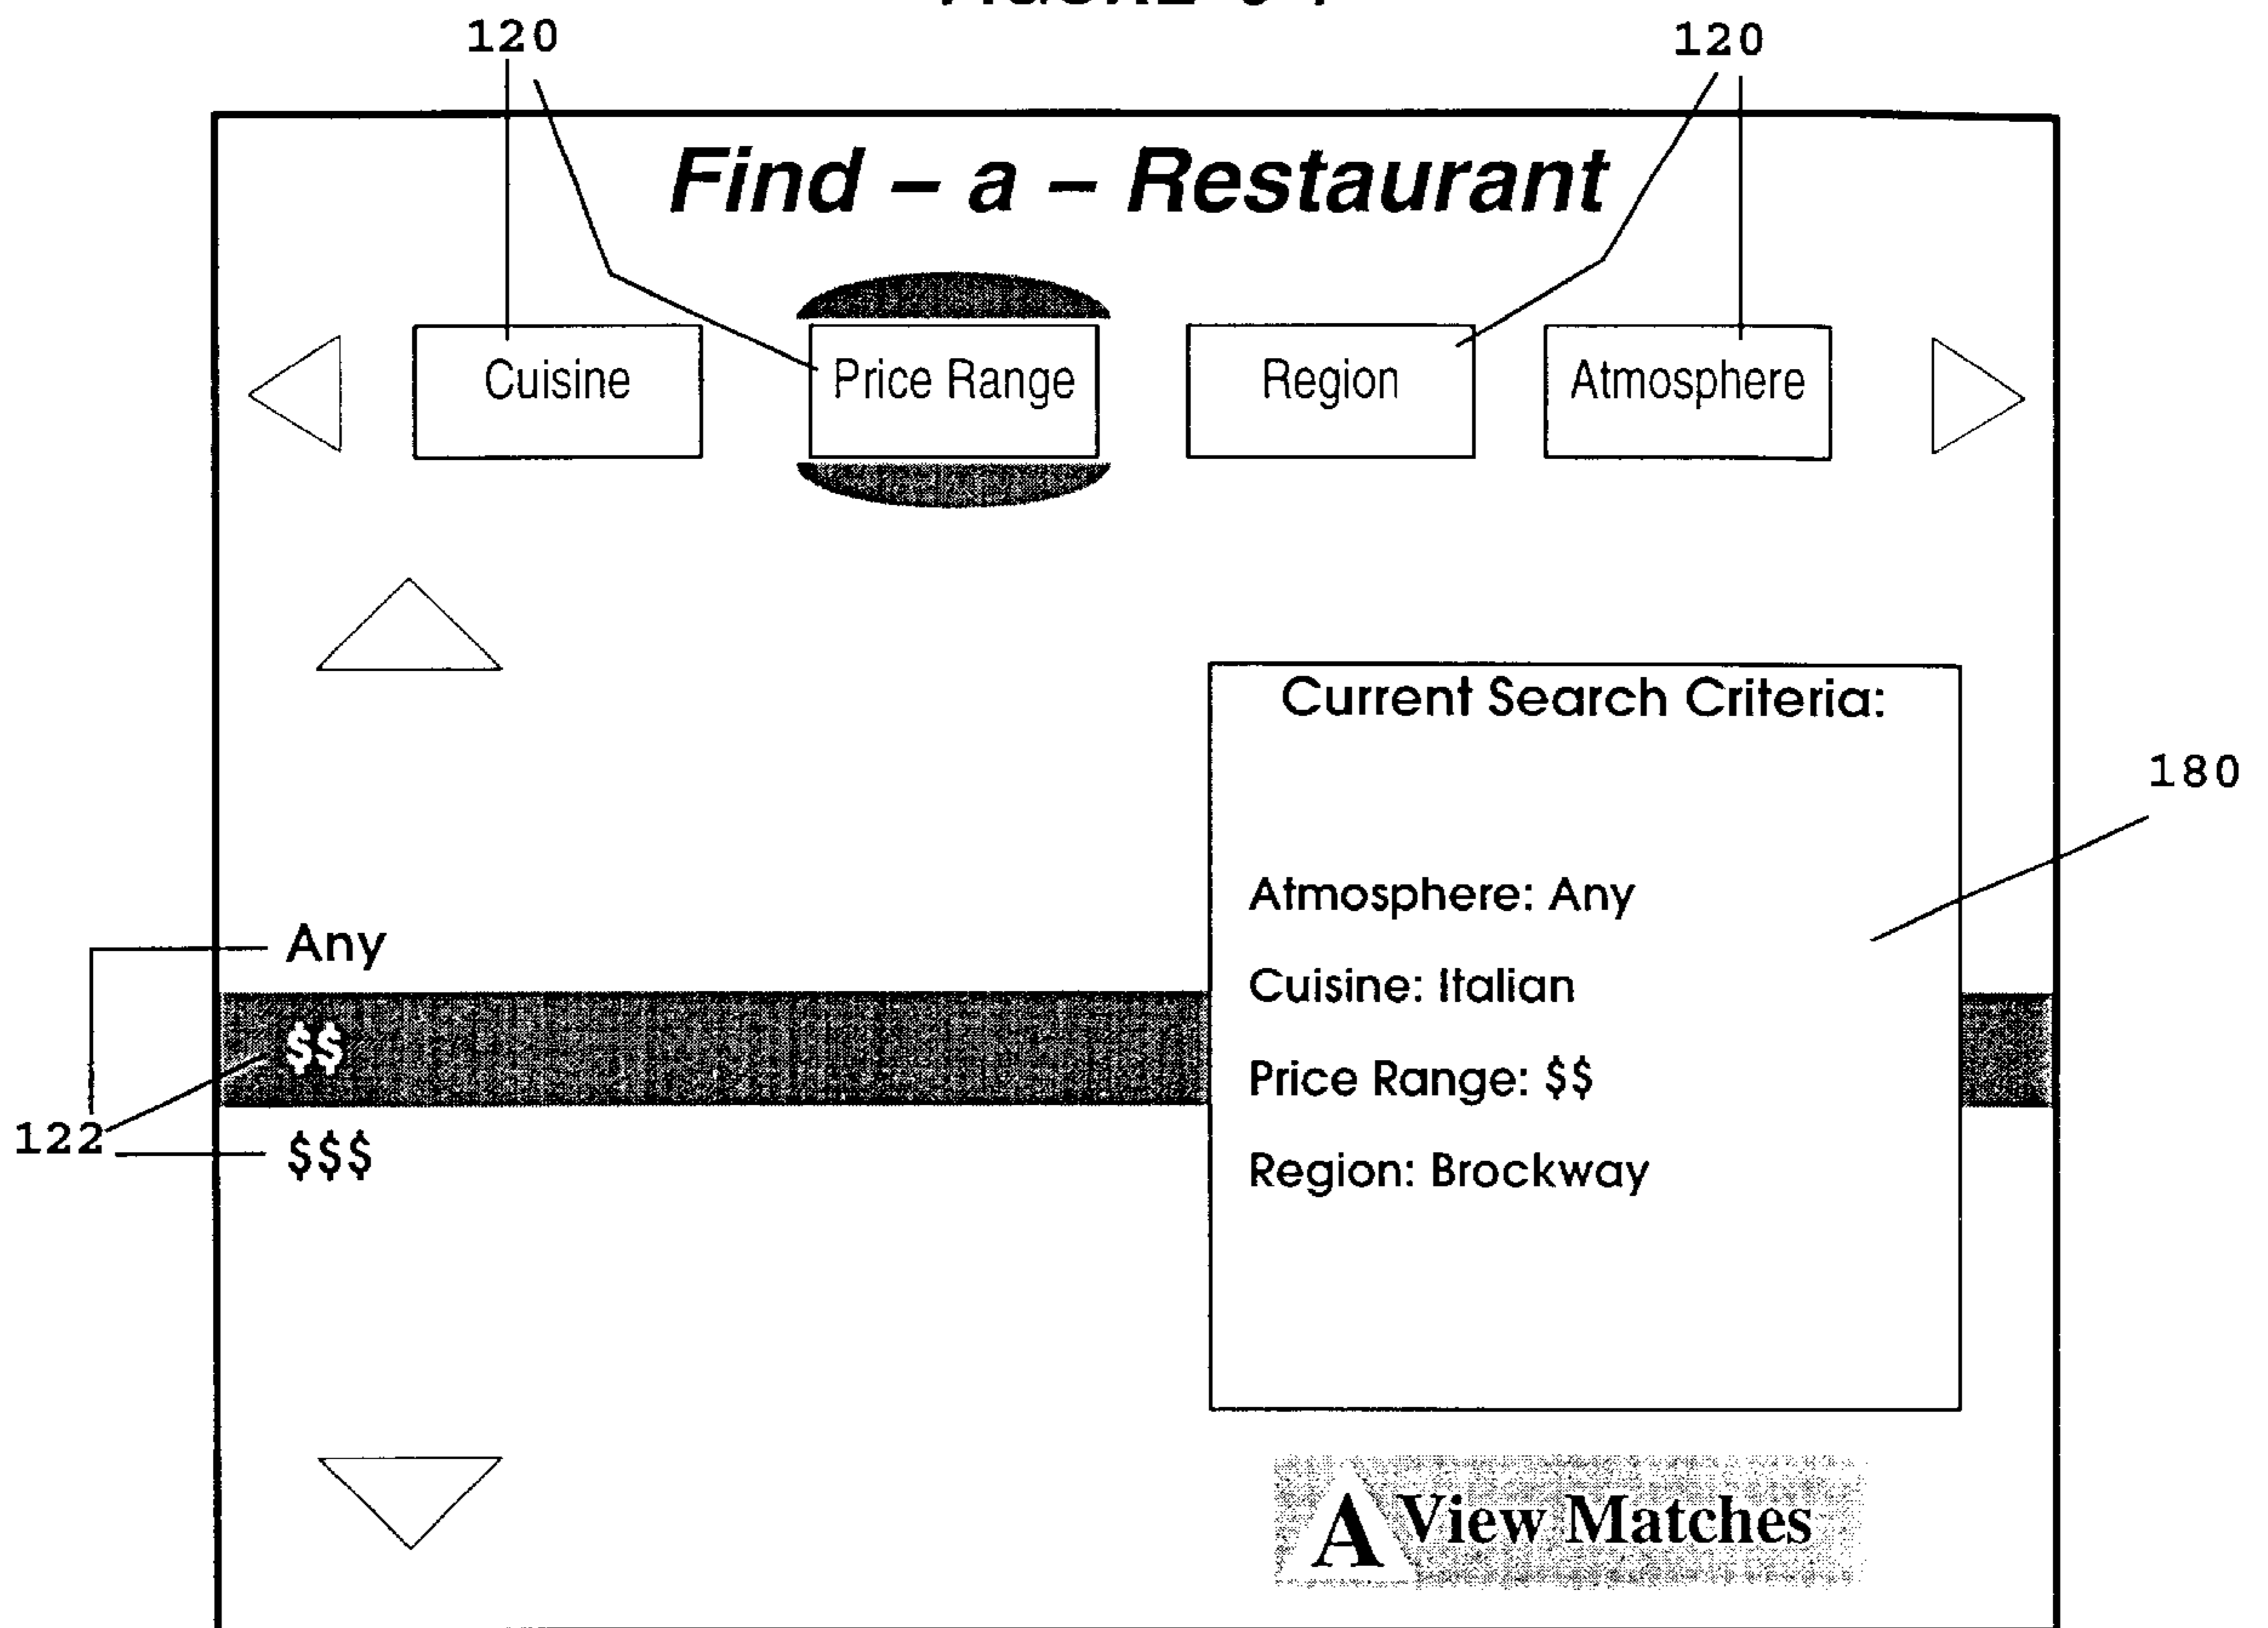 120 120
Find – a – Restaurant
Cuisine Price Range Region Atmosphere
Current Search Criteria:
180
Atmosphere: Any
Any
Cuisine: Italian
$$
Price Range: $$
122
$$$
Region: Brockway
A View Matches